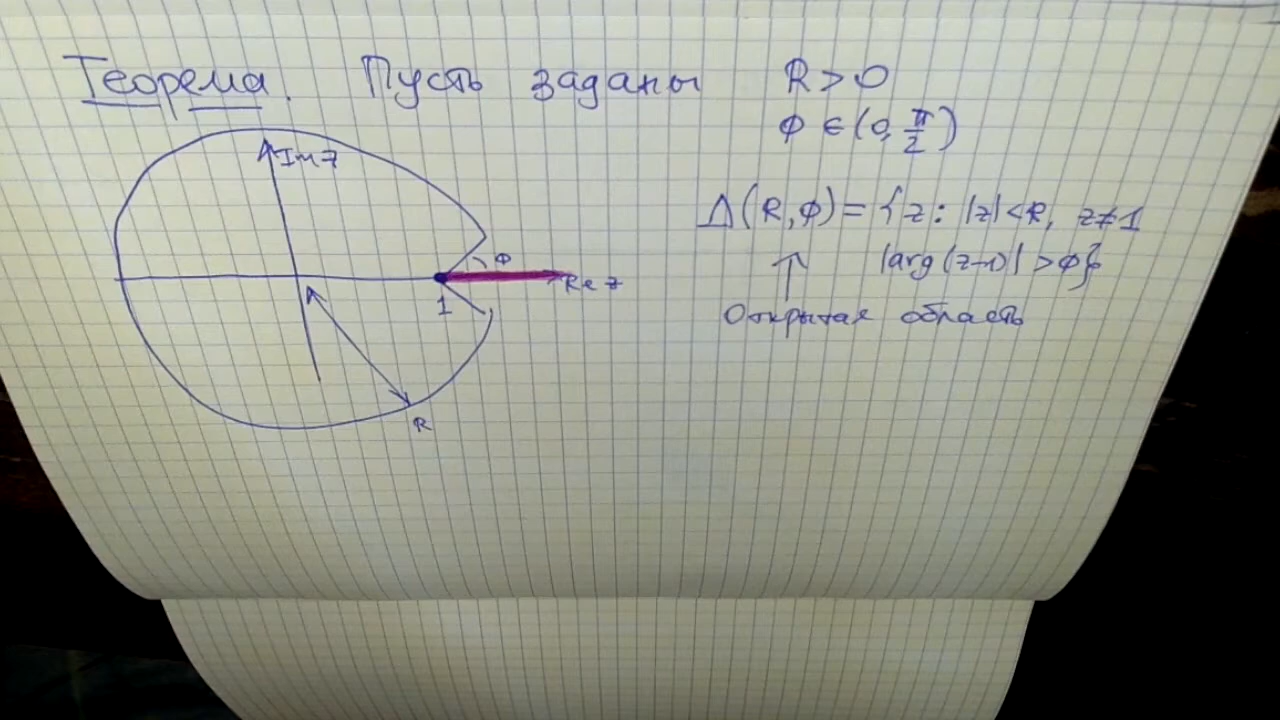 Теорема. Пусть заданы R > 0
Φ ∈ (0, π/2)
Im z
Δ(R, Φ) = {z: |z| < R, z ≠ 1
|arg(z-1)| > Φ}
Φ
Re z
1
Открытая область
R